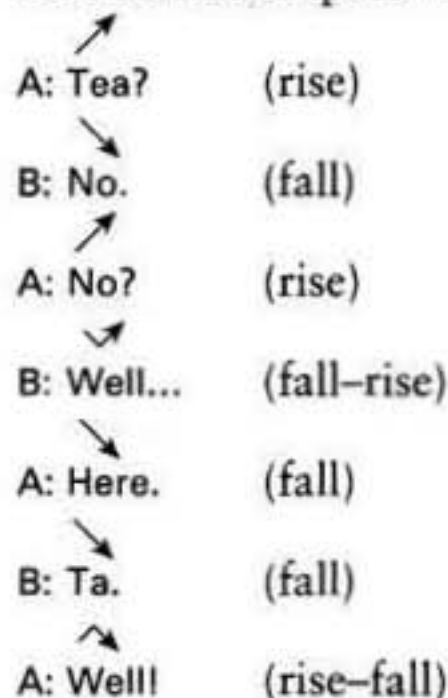 A: Tea? (rise)
B: No. (fall)
A: No? (rise)
B: Well... (fall–rise)
A: Here. (fall)
B: Ta. (fall)
A: Well! (rise–fall)